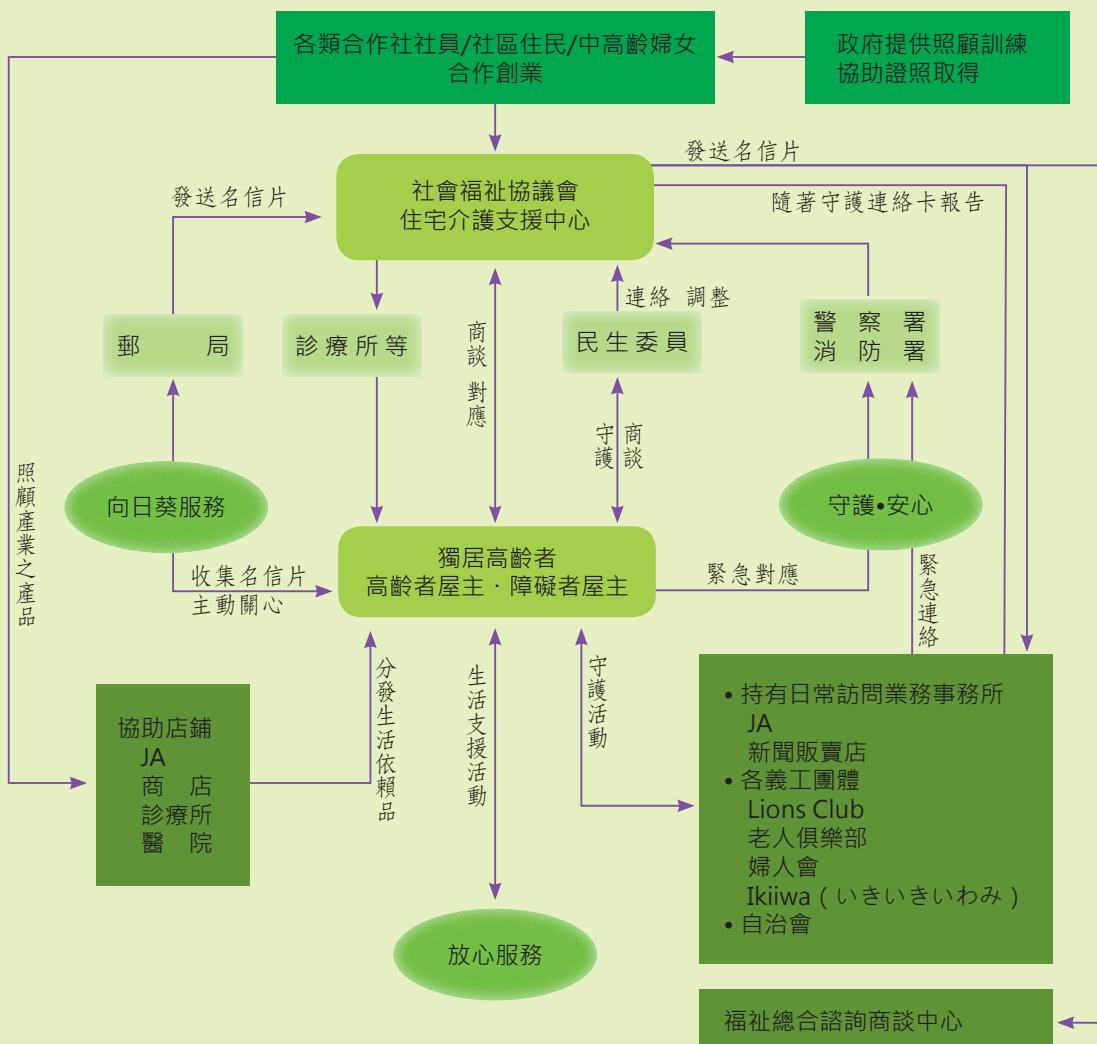 各類合作社社員/社區住民/中高齡婦女
合作創業
政府提供照顧訓練
協助證照取得
發送名信片
社會福祉協議會
住宅介護支援中心
發送名信片
隨著守護連絡卡報告
連絡 調整
郵 局
診療所等
商談 對應
民生委員
警 察 署
消 防 署
守護
商談
照顧產業之產品
向日葵服務
守護•安心
收集名信片
主動關心
獨居高齡者
高齡者屋主．障礙者屋主
緊急對應
緊急連絡
分發生活依賴品
生活支援活動
守護活動
協助店鋪
JA
商 店
診療所
醫 院
• 持有日常訪問業務事務所
JA
新聞販賣店
• 各義工團體
Lions Club
老人俱樂部
婦人會
Ikiiwa（いきいきいわみ）
• 自治會
放心服務
福祉總合諮詢商談中心